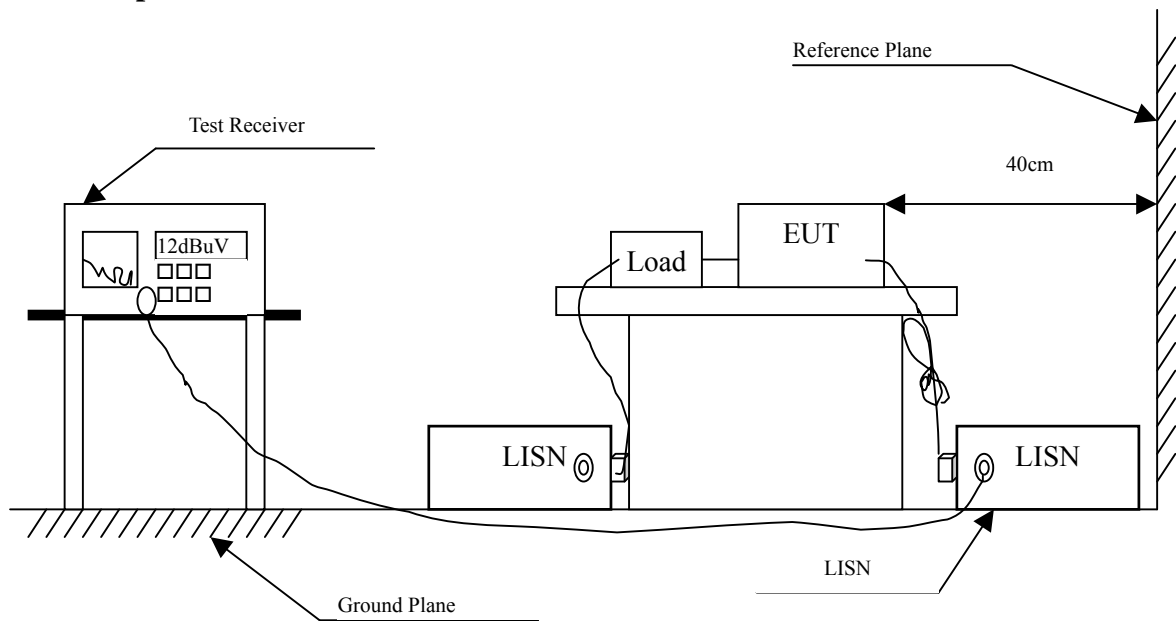 Reference Plane
Test Receiver
40cm
12dBuV
EUT
Load
LISN
LISN
LISN
Ground Plane